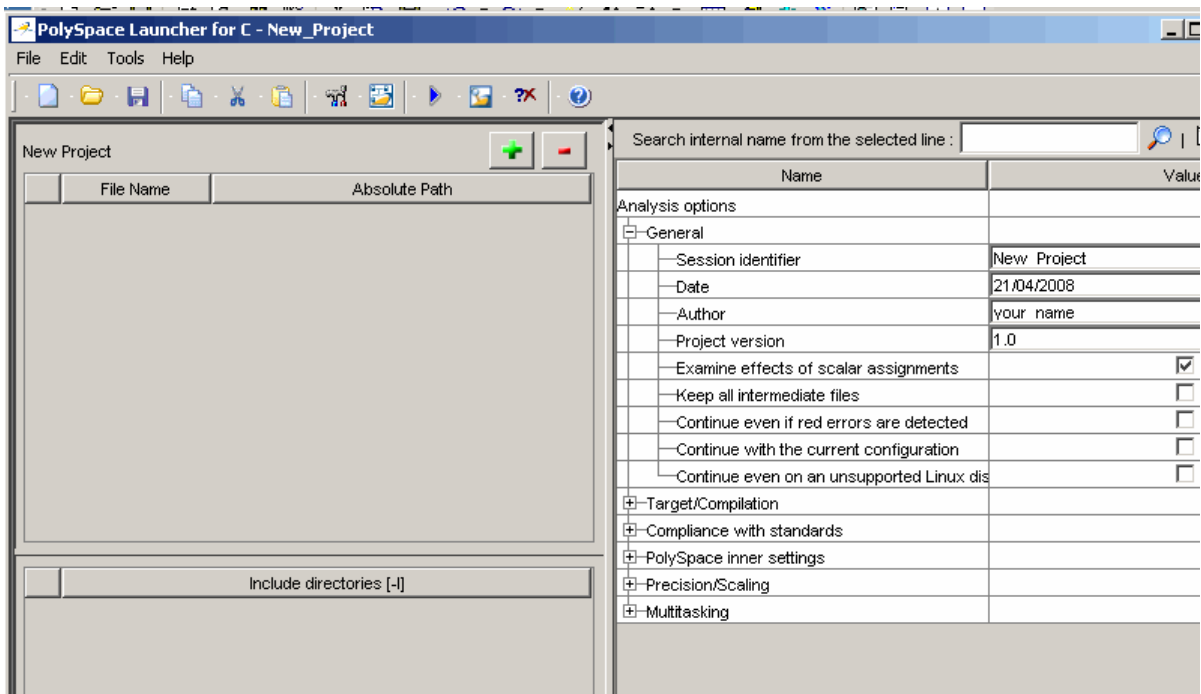 PolySpace Launcher for C - New_Project
File Edit Tools Help
New Project
File Name Absolute Path
Include directories [-I]
Search internal name from the selected line :
Name Value
Analysis options
General
Session identifier New_Project
Date 21/04/2008
Author your_name
Project version 1.0
Examine effects of scalar assignments
Keep all intermediate files
Continue even if red errors are detected
Continue with the current configuration
Continue even on an unsupported Linux dis
Target/Compilation
Compliance with standards
PolySpace inner settings
Precision/Scaling
Multitasking